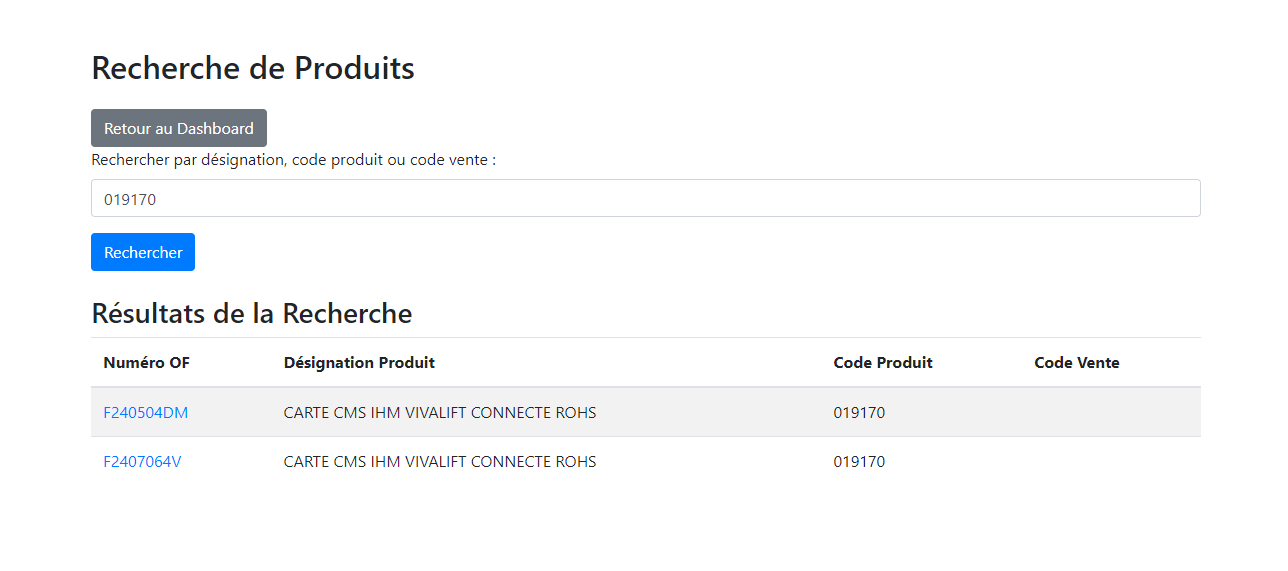 Recherche de Produits
Retour au Dashboard
Rechercher par désignation, code produit ou code vente :
019170
Rechercher
Résultats de la Recherche
Numéro OF Désignation Produit Code Produit Code Vente
F240504DM CARTE CMS IHM VIVALIFT CONNECTE ROHS 019170
F2407064V CARTE CMS IHM VIVALIFT CONNECTE ROHS 019170